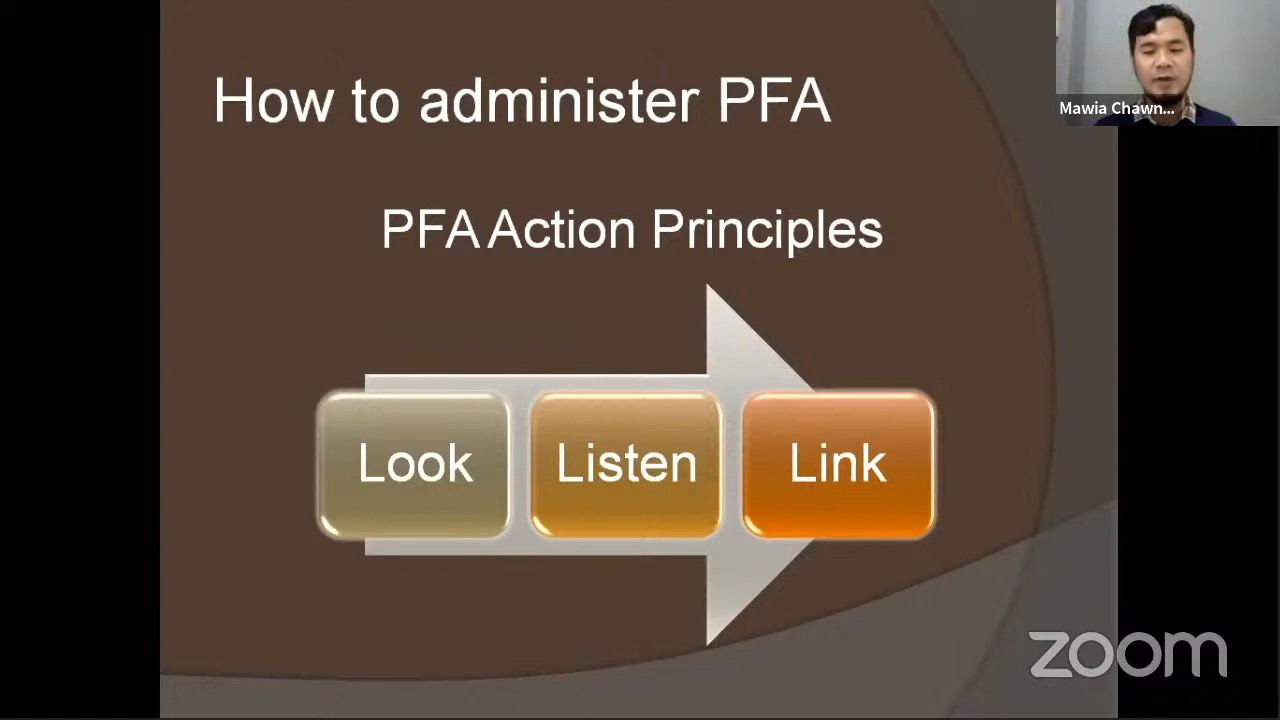 How to administer PFA
Mawia Chawn...
PFA Action Principles
Look
Listen
Link
zoom